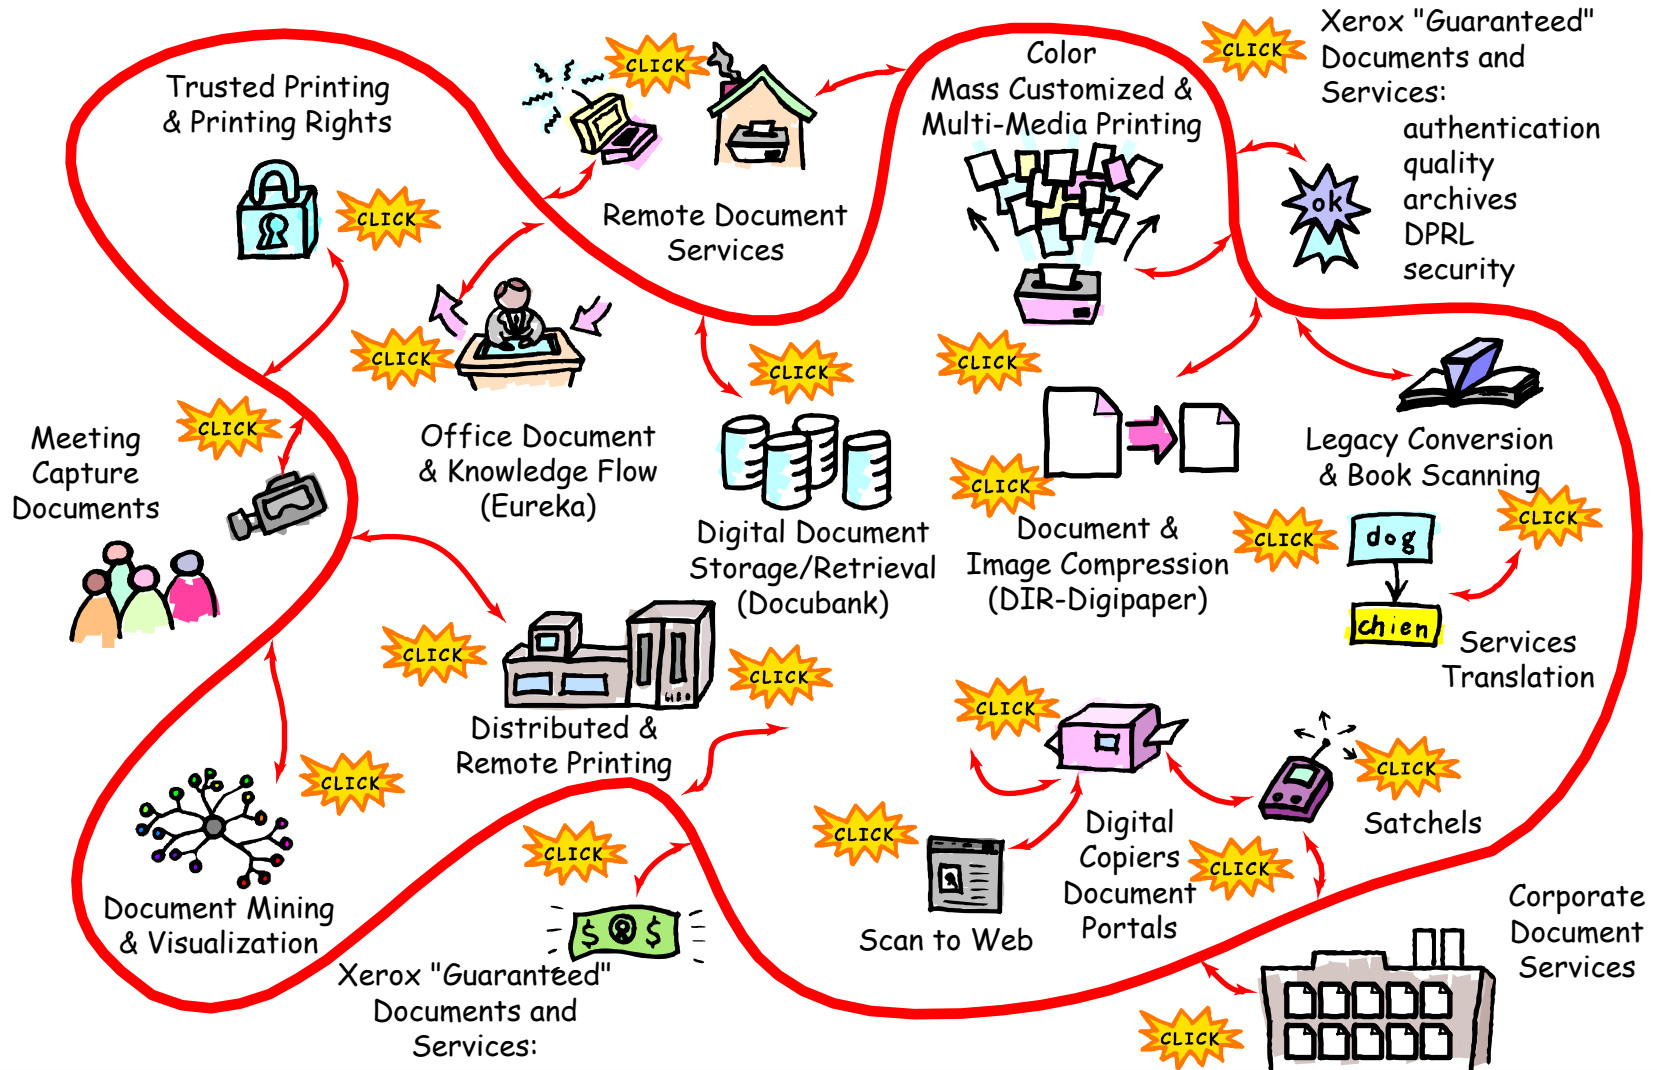 Trusted Printing
& Printing Rights
CLICK
CLICK
Remote Document
Services
Color
Mass Customized &
Multi-Media Printing
CLICK
Xerox "Guaranteed"
Documents and
Services:
authentication
quality
archives
DPRL
security
ok
CLICK
Office Document
& Knowledge Flow
(Eureka)
CLICK
Meeting
Capture
Documents
CLICK
Digital Document
Storage/Retrieval
(Docubank)
CLICK
CLICK
Document &
Image Compression
(DIR-Digipaper)
Legacy Conversion
& Book Scanning
CLICK
CLICK
dog
chien
Services
Translation
CLICK
CLICK
Distributed &
Remote Printing
CLICK
Document Mining
& Visualization
CLICK
Digital
Copiers
Document
Portals
CLICK
Satchels
CLICK
CLICK
Scan to Web
CLICK
$ $
Xerox "Guaranteed"
Documents and
Services:
Corporate
Document
Services
CLICK